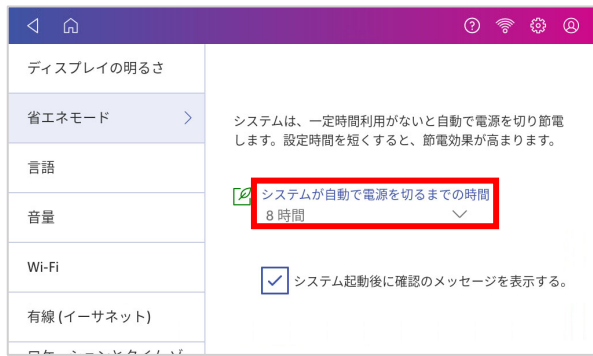 ディスプレイの明るさ
省エネモード
システムは、一定時間利用がないと自動で電源を切り節電
します。設定時間を短くすると、節電効果が高まります。
言語
システムが自動で電源を切るまでの時間
8 時間
音量
Wi-Fi
システム起動後に確認のメッセージを表示する。
有線 (イーサネット)